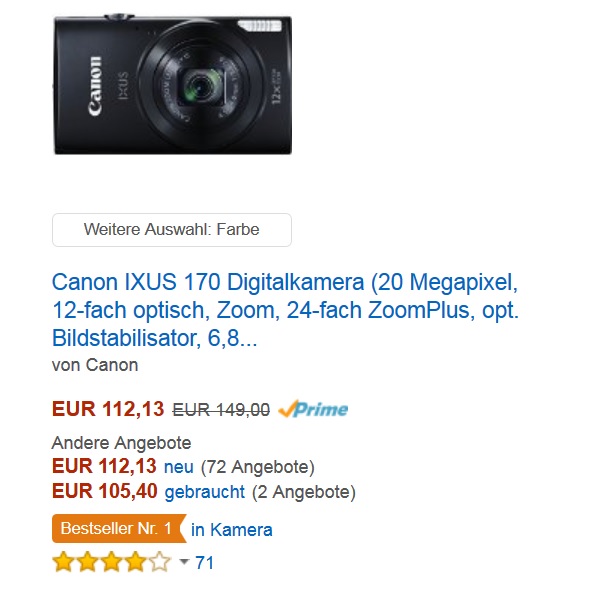 Canon
IXUS
12x
Weitere Auswahl: Farbe
Canon IXUS 170 Digitalkamera (20 Megapixel,
12-fach optisch, Zoom, 24-fach ZoomPlus, opt.
Bildstabilisator, 6,8...
von Canon
EUR 112,13 EUR 149,00 Prime
Andere Angebote
EUR 112,13 neu (72 Angebote)
EUR 105,40 gebraucht (2 Angebote)
Bestseller Nr. 1 in Kamera
71